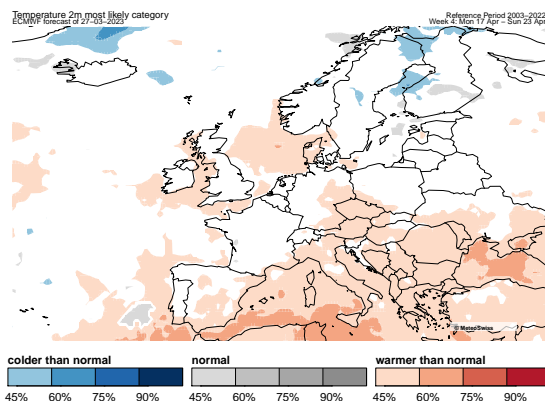 Temperature 2m most likely category
ECMWF forecast of 27−03−2023
Reference Period 2003−2022
Week 4: Mon 17 Apr − Sun 23 Apr
© MeteoSwiss
colder than normal
normal
warmer than normal
45% 60% 75% 90% 45% 60% 75% 90% 45% 60% 75% 90%